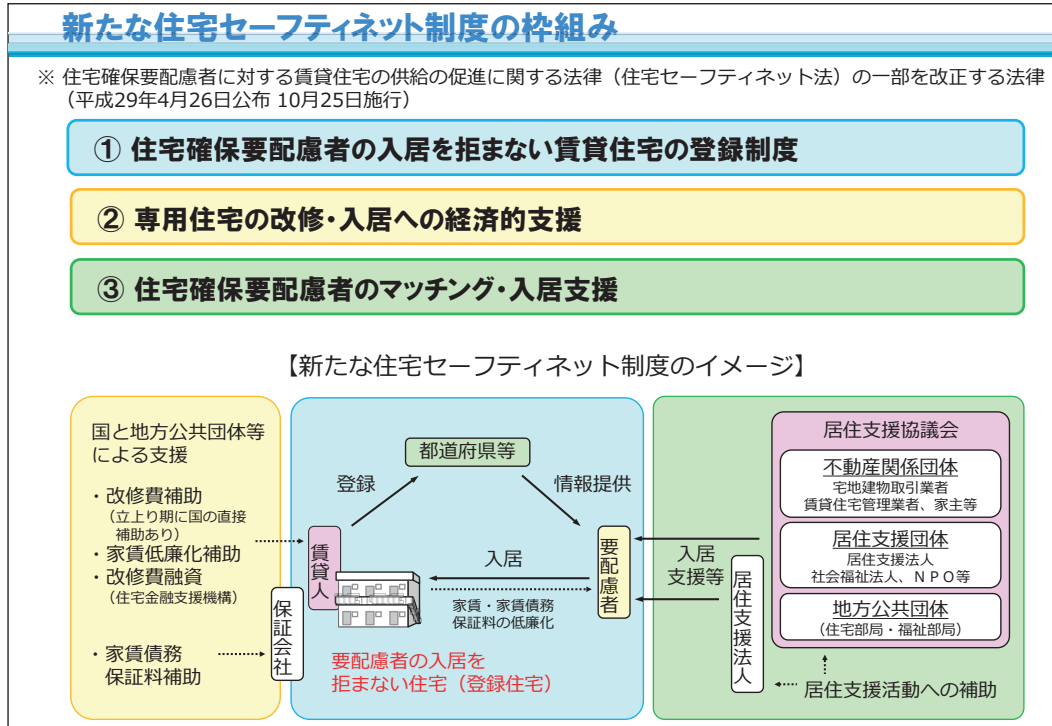 新たな住宅セーフティネット制度の枠組み
※ 住宅確保要配慮者に対する賃貸住宅の供給の促進に関する法律（住宅セーフティネット法）の一部を改正する法律
（平成29年4月26日公布 10月25日施行）
① 住宅確保要配慮者の入居を拒まない賃貸住宅の登録制度
② 専用住宅の改修・入居への経済的支援
③ 住宅確保要配慮者のマッチング・入居支援
【新たな住宅セーフティネット制度のイメージ】
国と地方公共団体等
による支援
・改修費補助
（立上り期に国の直接
補助あり）
・家賃低廉化補助
・改修費融資
（住宅金融支援機構）
・家賃債務
保証料補助
保証会社
都道府県等
登録
情報提供
賃貸人
入居
家賃・家賃債務
保証料の低廉化
要配慮者
要配慮者の入居を
拒まない住宅（登録住宅）
入居
支援等
居住支援法人
居住支援協議会
不動産関係団体
宅地建物取引業者
賃貸住宅管理業者、家主等
居住支援団体
居住支援法人
社会福祉法人、ＮＰＯ等
地方公共団体
（住宅部局・福祉部局）
居住支援活動への補助